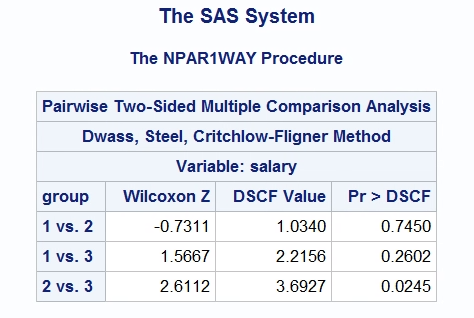 The SAS System
The NPAR1WAY Procedure
Pairwise Two-Sided Multiple Comparison Analysis
Dwass, Steel, Critchlow-Fligner Method
Variable: salary
group Wilcoxon Z DSCF Value Pr > DSCF
1 vs. 2 -0.7311 1.0340 0.7450
1 vs. 3 1.5667 2.2156 0.2602
2 vs. 3 2.6112 3.6927 0.0245